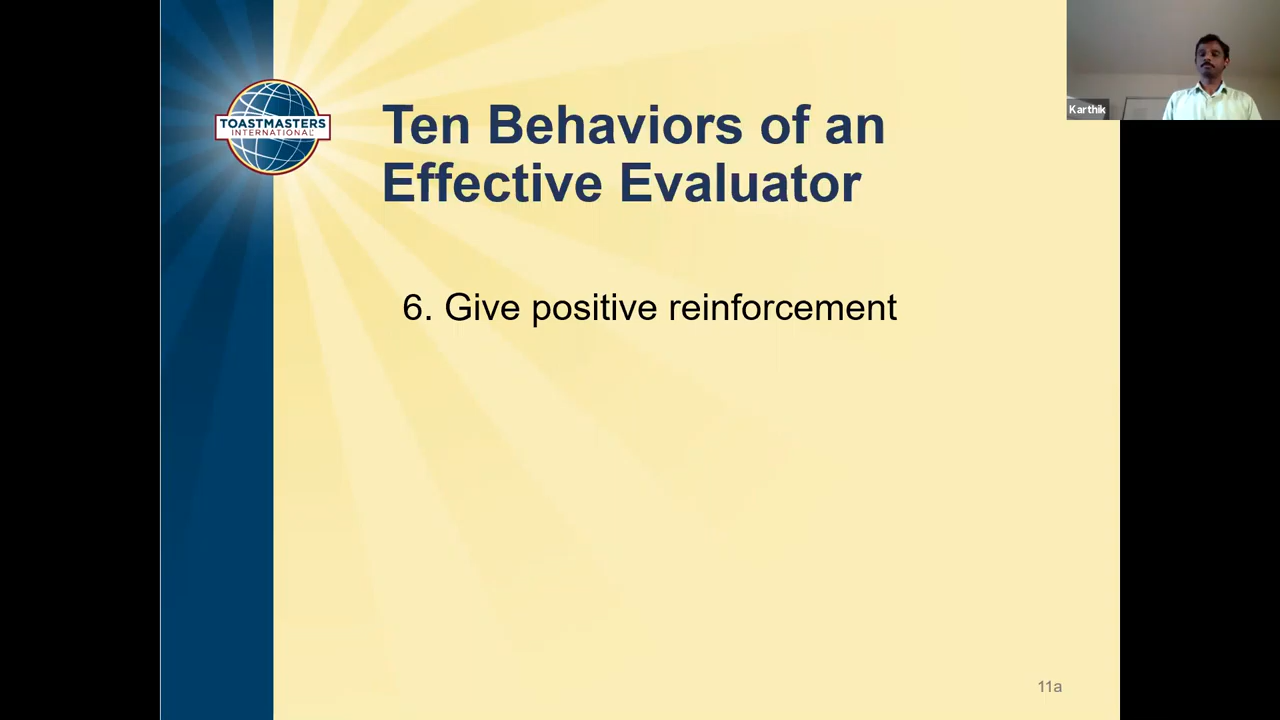 Karthik
TOASTMASTERS
INTERNATIONAL
Ten Behaviors of an
Effective Evaluator
6. Give positive reinforcement
11a